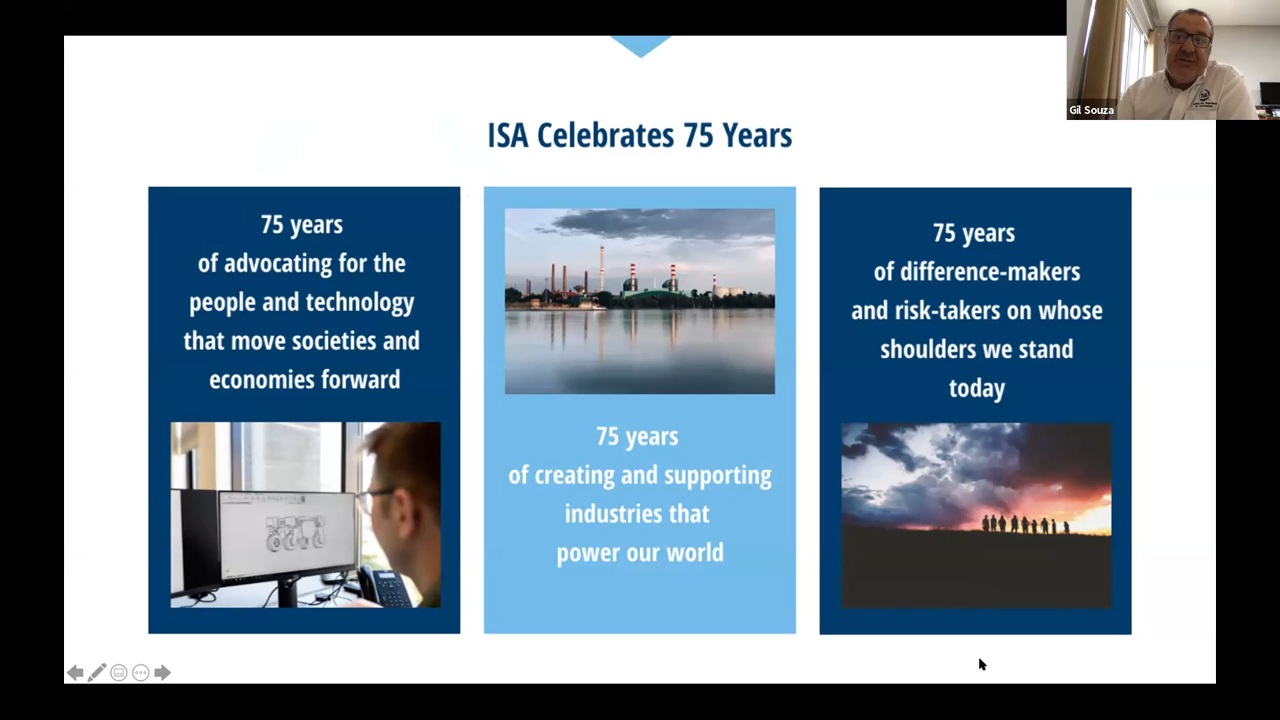 Gil Souza
ISA
ISA Celebrates 75 Years
75 years
of advocating for the
people and technology
that move societies and
economies forward
75 years
of creating and supporting
industries that
power our world
75 years
of difference-makers
and risk-takers on whose
shoulders we stand
today